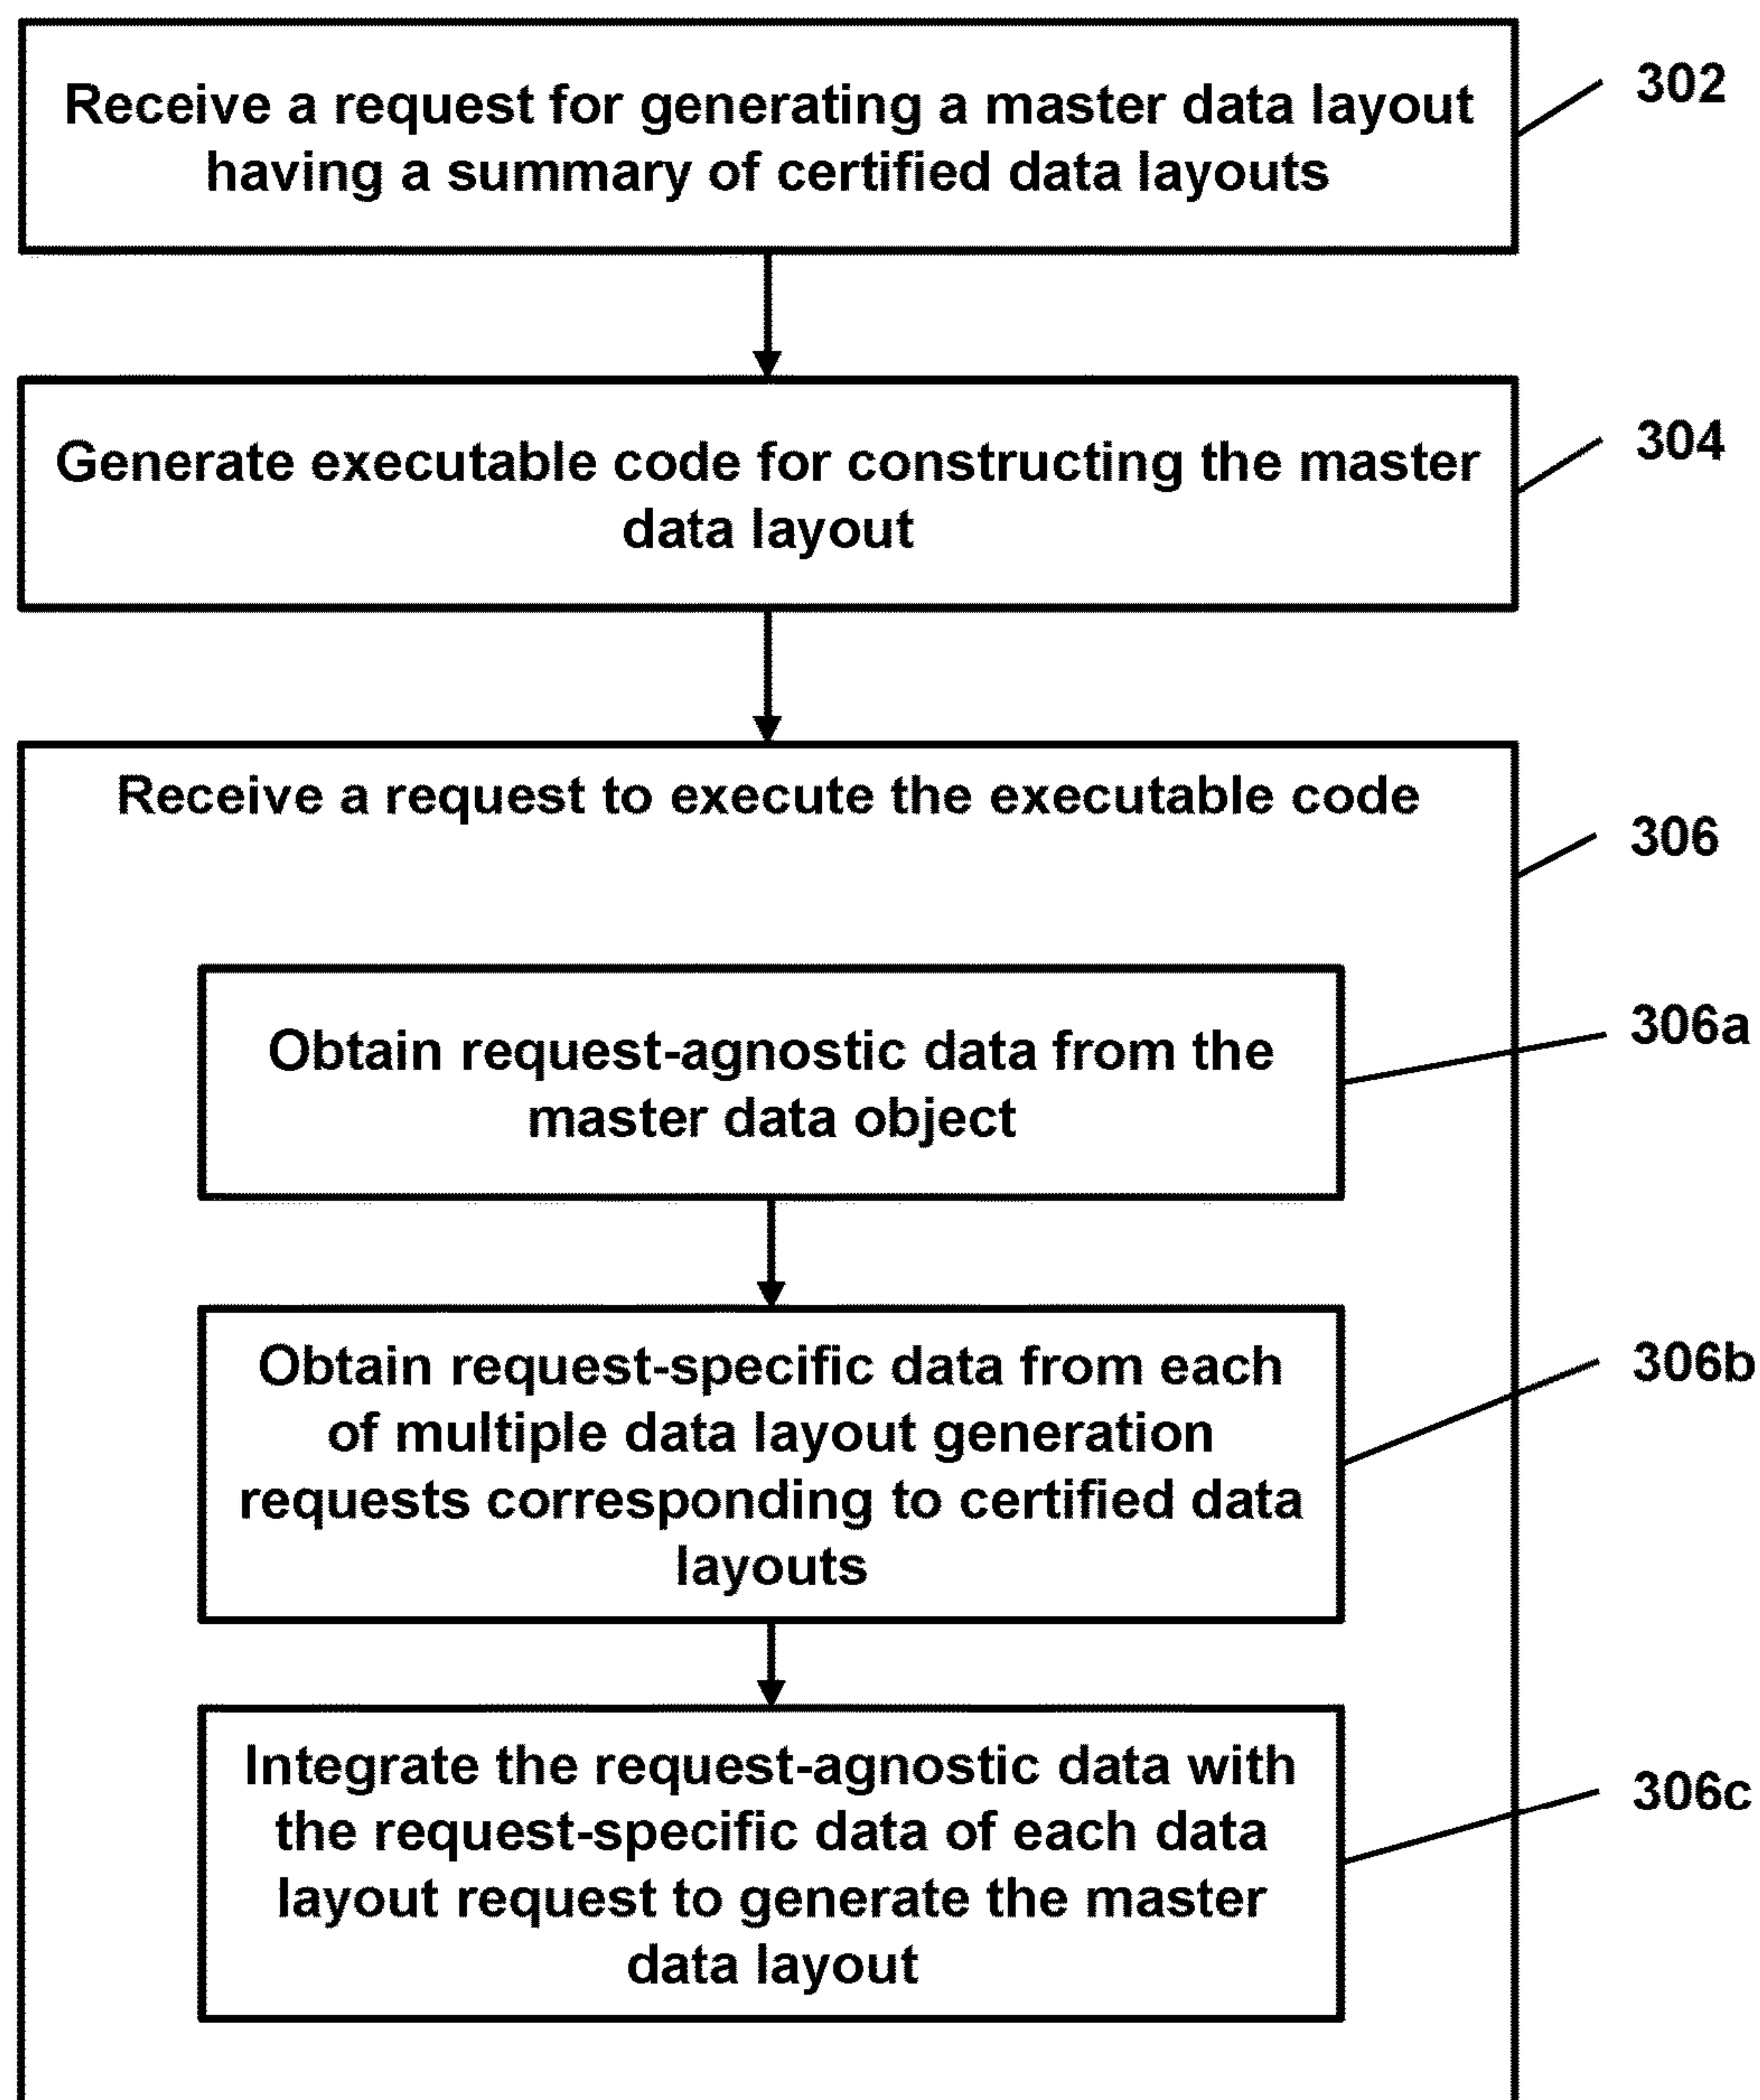 Receive a request for generating a master data layout
having a summary of certified data layouts
302
Generate executable code for constructing the master
data layout
304
Receive a request to execute the executable code
306
Obtain request-agnostic data from the
master data object
306a
Obtain request-specific data from each
of multiple data layout generation
requests corresponding to certified data
layouts
306b
Integrate the request-agnostic data with
the request-specific data of each data
layout request to generate the master
data layout
306c